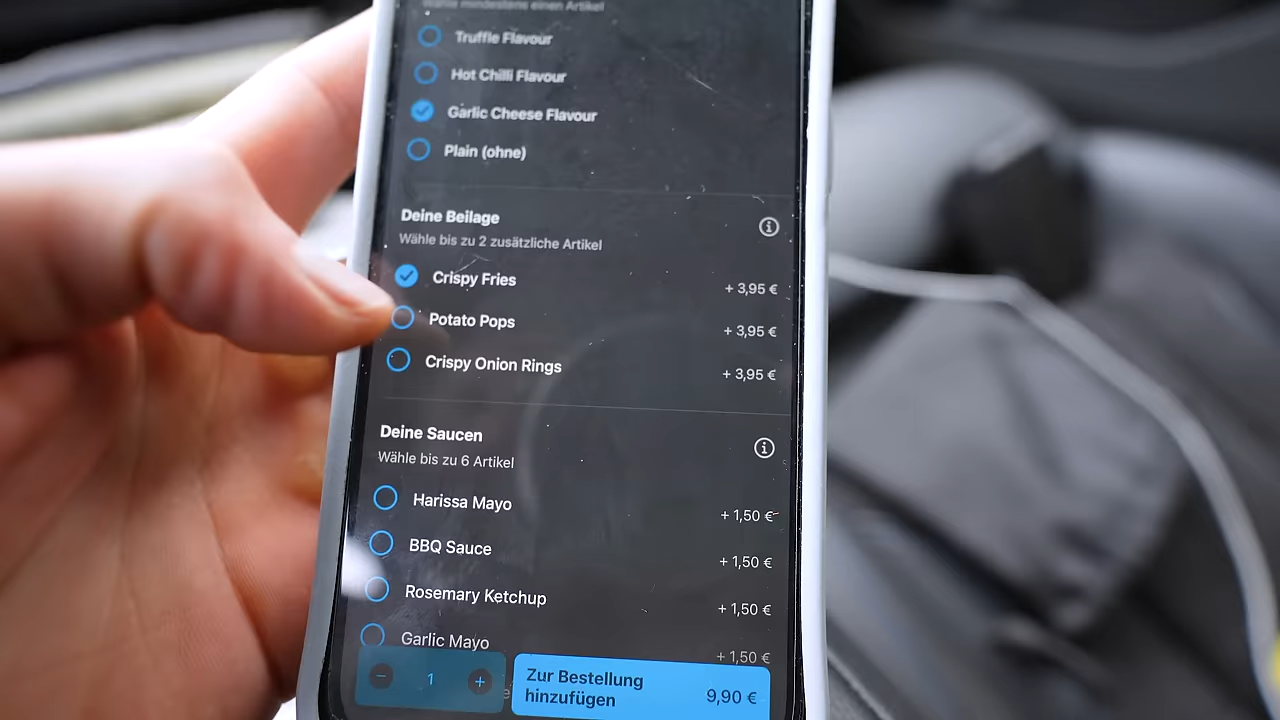 Wähle mindestens einen Artikel
Truffle Flavour
Hot Chilli Flavour
Garlic Cheese Flavour
Plain (ohne)
Deine Beilage
Wähle bis zu 2 zusätzliche Artikel
Crispy Fries + 3,95 €
Potato Pops + 3,95 €
Crispy Onion Rings + 3,95 €
Deine Saucen
Wähle bis zu 6 Artikel
Harissa Mayo + 1,50 €
BBQ Sauce + 1,50 €
Rosemary Ketchup + 1,50 €
Garlic Mayo + 1,50 €
− 1 +
Zur Bestellung
hinzufügen 9,90 €